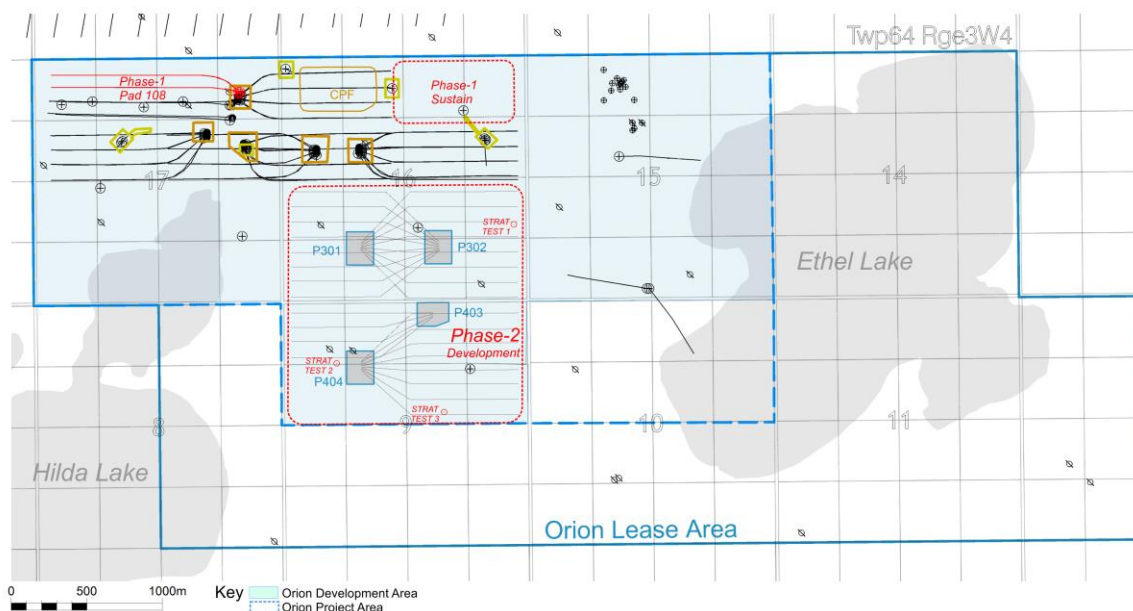 Twp64 Rge3W4
Phase-1
Pad 108
CPF
Phase-1
Sustain
17
16
15
14
STRAT
TEST 1
P301
P302
Ethel Lake
P403
Phase-2
Development
STRAT
TEST 2
P404
STRAT
TEST 3
8
9
10
11
Hilda Lake
Orion Lease Area
0 500 1000m
Key
Orion Development Area
Orion Project Area